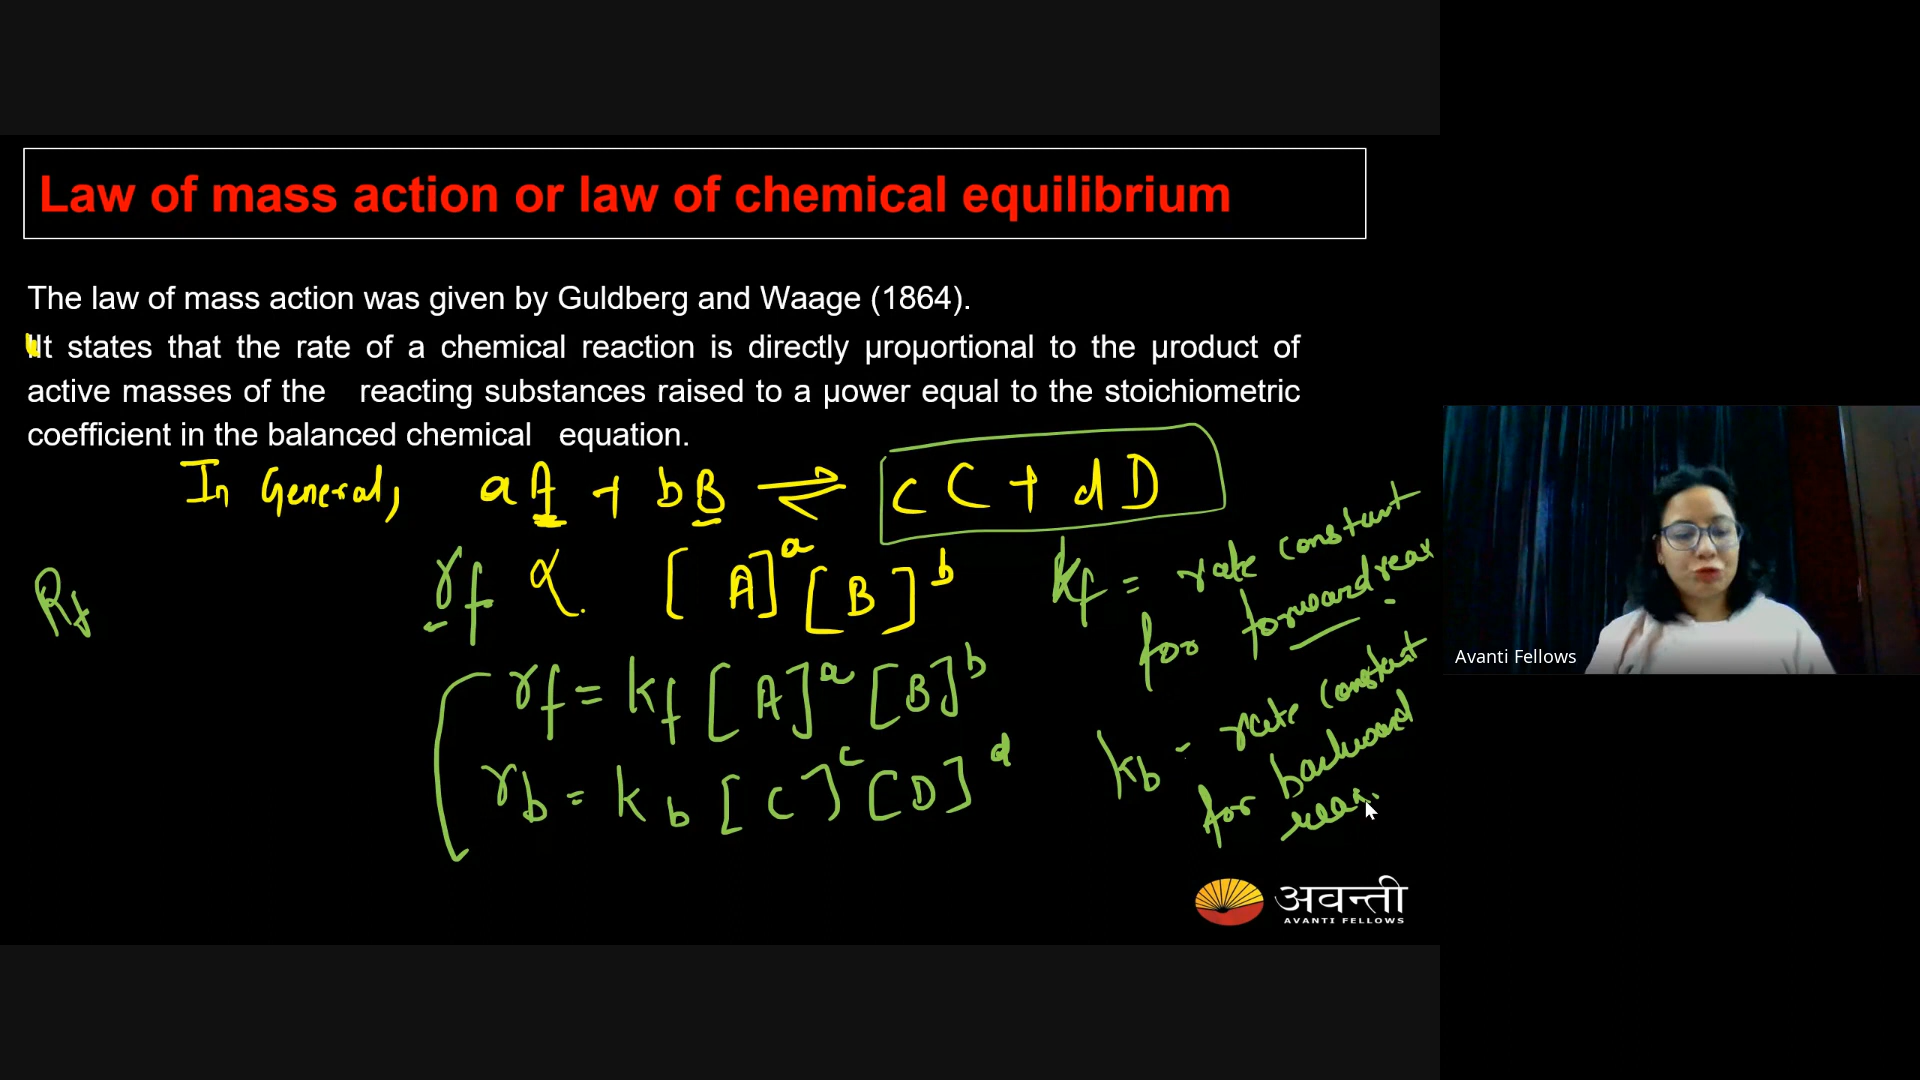 Law of mass action or law of chemical equilibrium
The law of mass action was given by Guldberg and Waage (1864).
It states that the rate of a chemical reaction is directly μroμortional to the μroduct of
active masses of the reacting substances raised to a μower equal to the stoichiometric
coefficient in the balanced chemical equation.
In General, aA + bB ⇌ cC + dD
Rf
rf ∝ [A]^a [B]^b
kf = rate constant
for forward reax
rf = kf [A]^a [B]^b
rb = kb [C]^c [D]^d
kb = rate constant
for backward
reax.
Avanti Fellows
अवन्ती
AVANTI FELLOWS